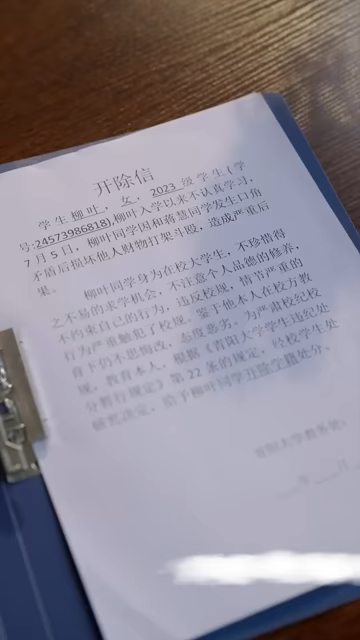 开除信
学生柳叶，女，2023 级学生(学
号:24573986818),柳叶入学以来不认真学习，
7 月 5 日，柳叶同学因和蒋慧同学发生口角
矛盾后损坏他人财物打架斗殴，造成严重后
果。
柳叶同学身为在校大学生，不珍惜得
之不易的求学机会，不注意个人品德的修养，
不约束自己的行为，违反校规，情节严重的
行为严重触犯了校规。鉴于他本人在校方教
育下仍不思悔改，态度恶劣，为严肃校纪校
规，教育本人，根据《青阳大学学生违纪处
分暂行规定》第 22 条的规定，经校学生处
研究决定，给予柳叶同学开除学籍处分。
青阳大学教务处:
年 月